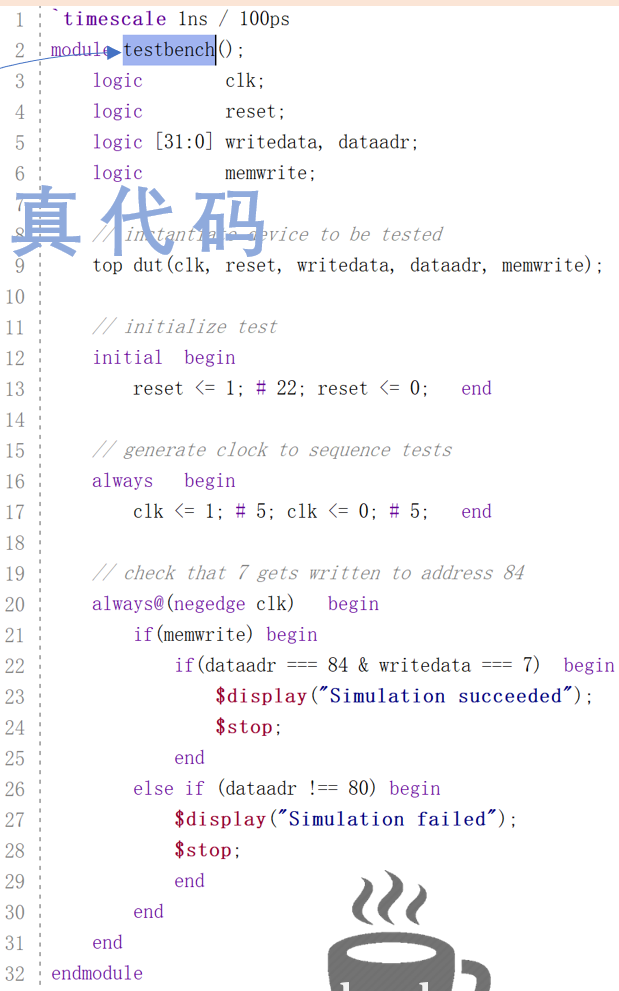 1 `timescale 1ns / 100ps
2 module testbench();
3 logic clk;
4 logic reset;
5 logic [31:0] writedata, dataadr;
6 logic memwrite;
7
真代码
8 // instantiate device to be tested
9 top dut(clk, reset, writedata, dataadr, memwrite);
10
11 // initialize test
12 initial begin
13 reset <= 1; # 22; reset <= 0; end
14
15 // generate clock to sequence tests
16 always begin
17 clk <= 1; # 5; clk <= 0; # 5; end
18
19 // check that 7 gets written to address 84
20 always@(negedge clk) begin
21 if(memwrite) begin
22 if(dataadr === 84 & writedata === 7) begin
23 $display("Simulation succeeded");
24 $stop;
25 end
26 else if (dataadr !== 80) begin
27 $display("Simulation failed");
28 $stop;
29 end
30 end
31 end
32 endmodule